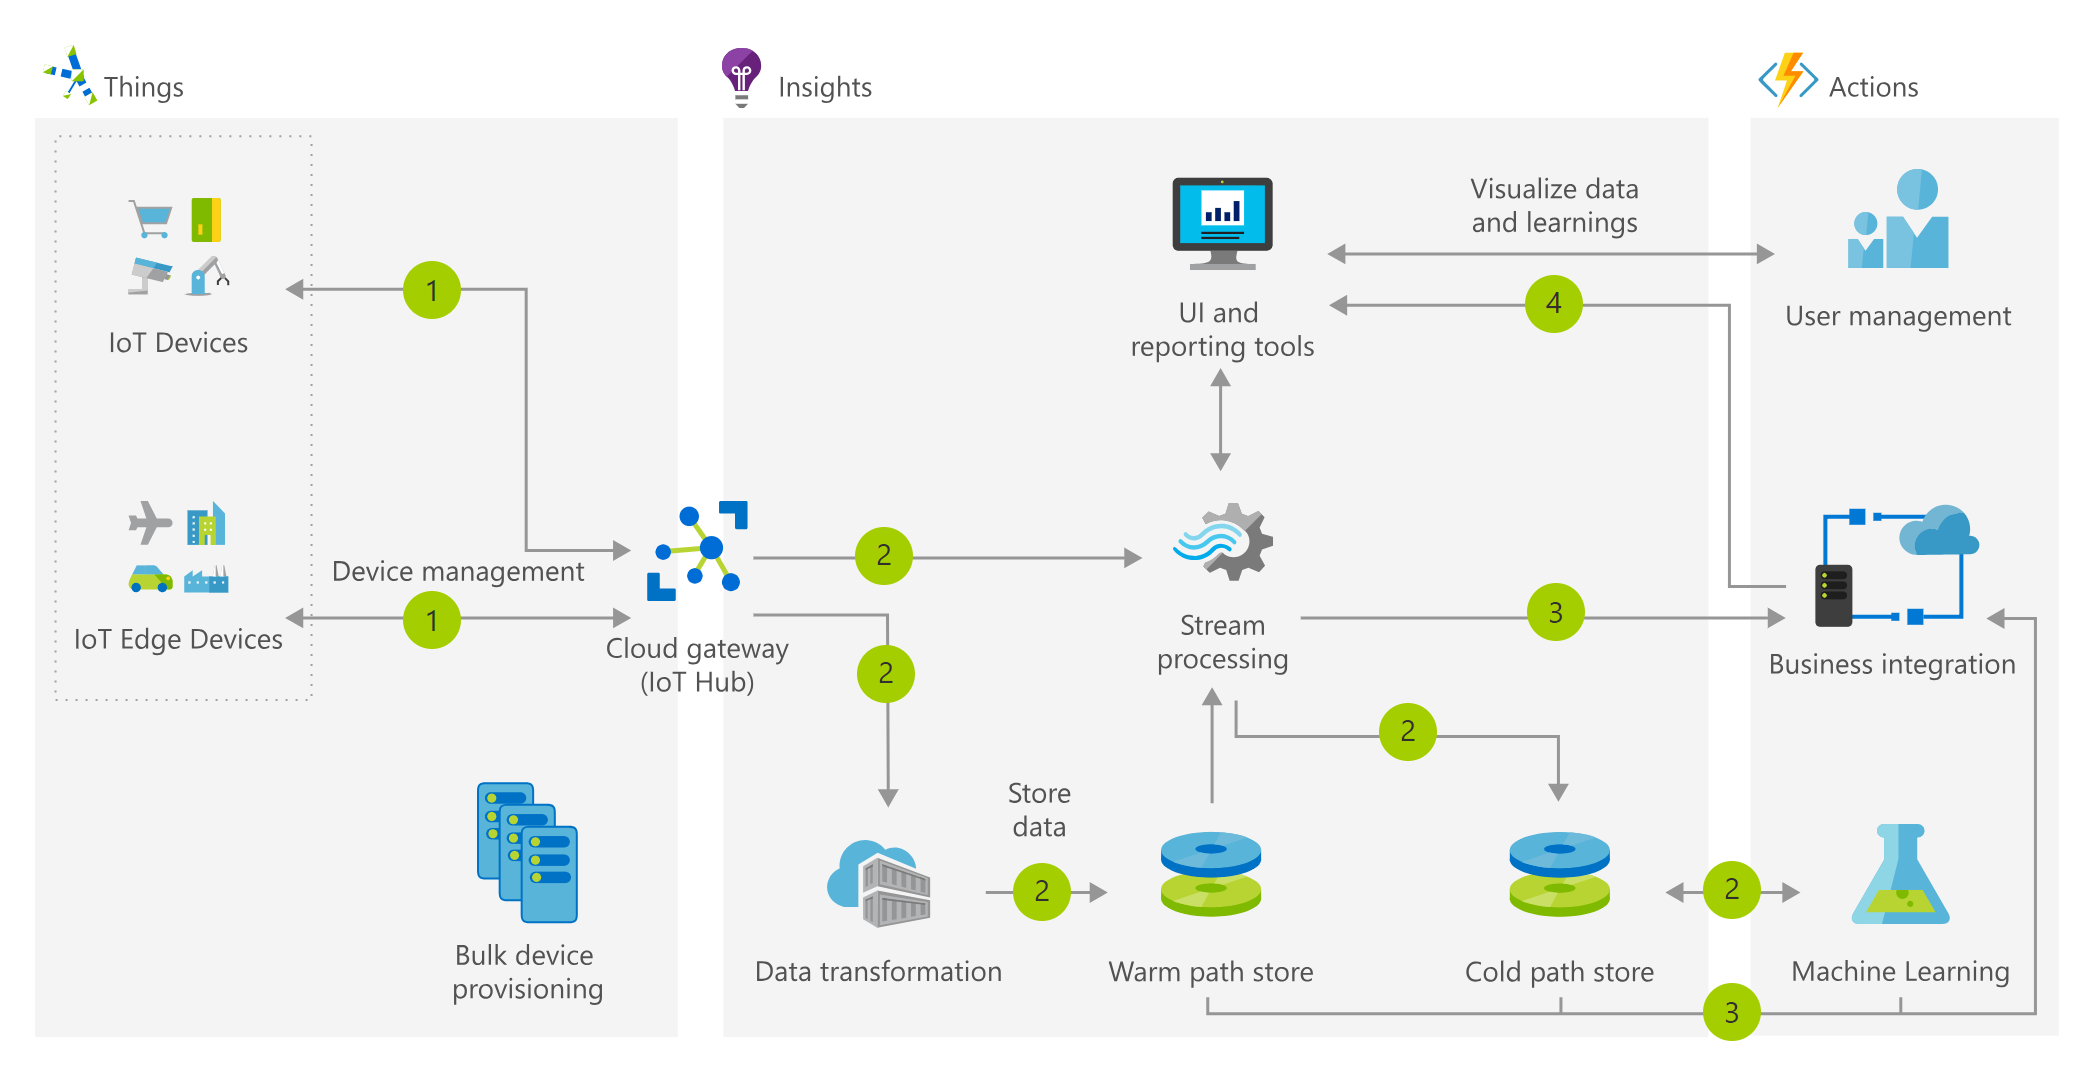 Things
Insights
Actions
Visualize data
and learnings
1
4
UI and
reporting tools
User management
IoT Devices
2
Device management
1
3
IoT Edge Devices
Cloud gateway
(IoT Hub)
Stream
processing
Business integration
2
2
Store
data
2
2
Bulk device
provisioning
Data transformation
Warm path store
Cold path store
Machine Learning
3